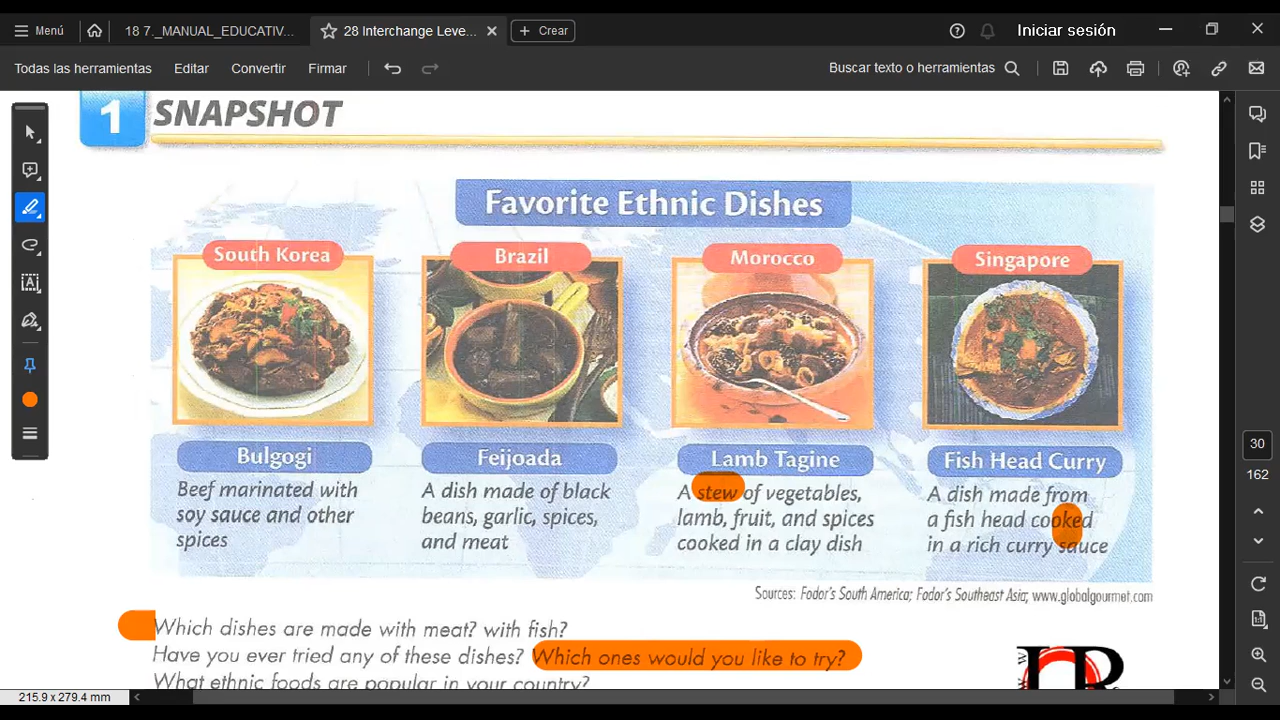 Menú
18 7._MANUAL_EDUCATIV...
28 Interchange Leve...
Crear
Iniciar sesión
Todas las herramientas
Editar
Convertir
Firmar
Buscar texto o herramientas
1 SNAPSHOT
Favorite Ethnic Dishes
South Korea
Brazil
Morocco
Singapore
Bulgogi
Beef marinated with
soy sauce and other
spices
Feijoada
A dish made of black
beans, garlic, spices,
and meat
Lamb Tagine
A stew of vegetables,
lamb, fruit, and spices
cooked in a clay dish
Fish Head Curry
A dish made from
a fish head cooked
in a rich curry sauce
Sources: Fodor's South America; Fodor's Southeast Asia; www.globalgourmet.com
Which dishes are made with meat? with fish?
Have you ever tried any of these dishes? Which ones would you like to try?
What ethnic foods are popular in your country?
30
162
215.9 x 279.4 mm